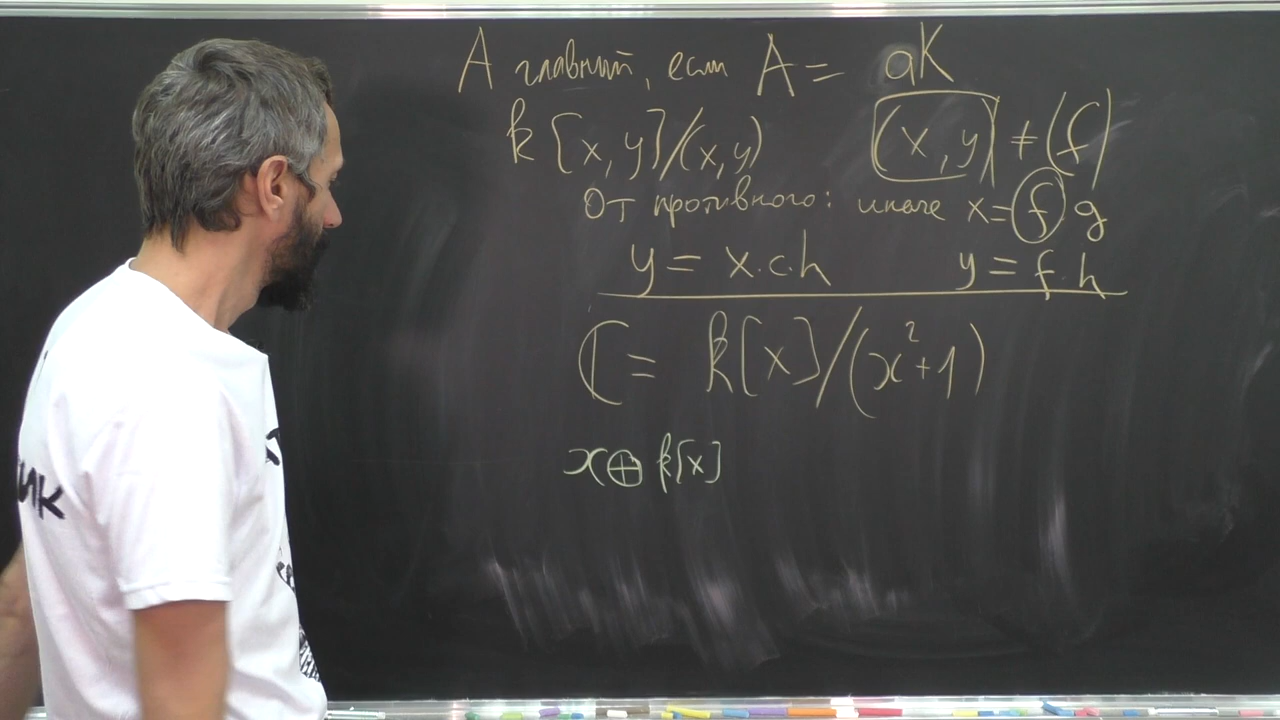 A главный, если A = aK
k[x,y]/(x,y) (x,y) ≠ (f)
От противного: иначе x = f g
y = x·c·h y = f·h
ℂ = k[x]/(x²+1)
x ⊕ k[x]